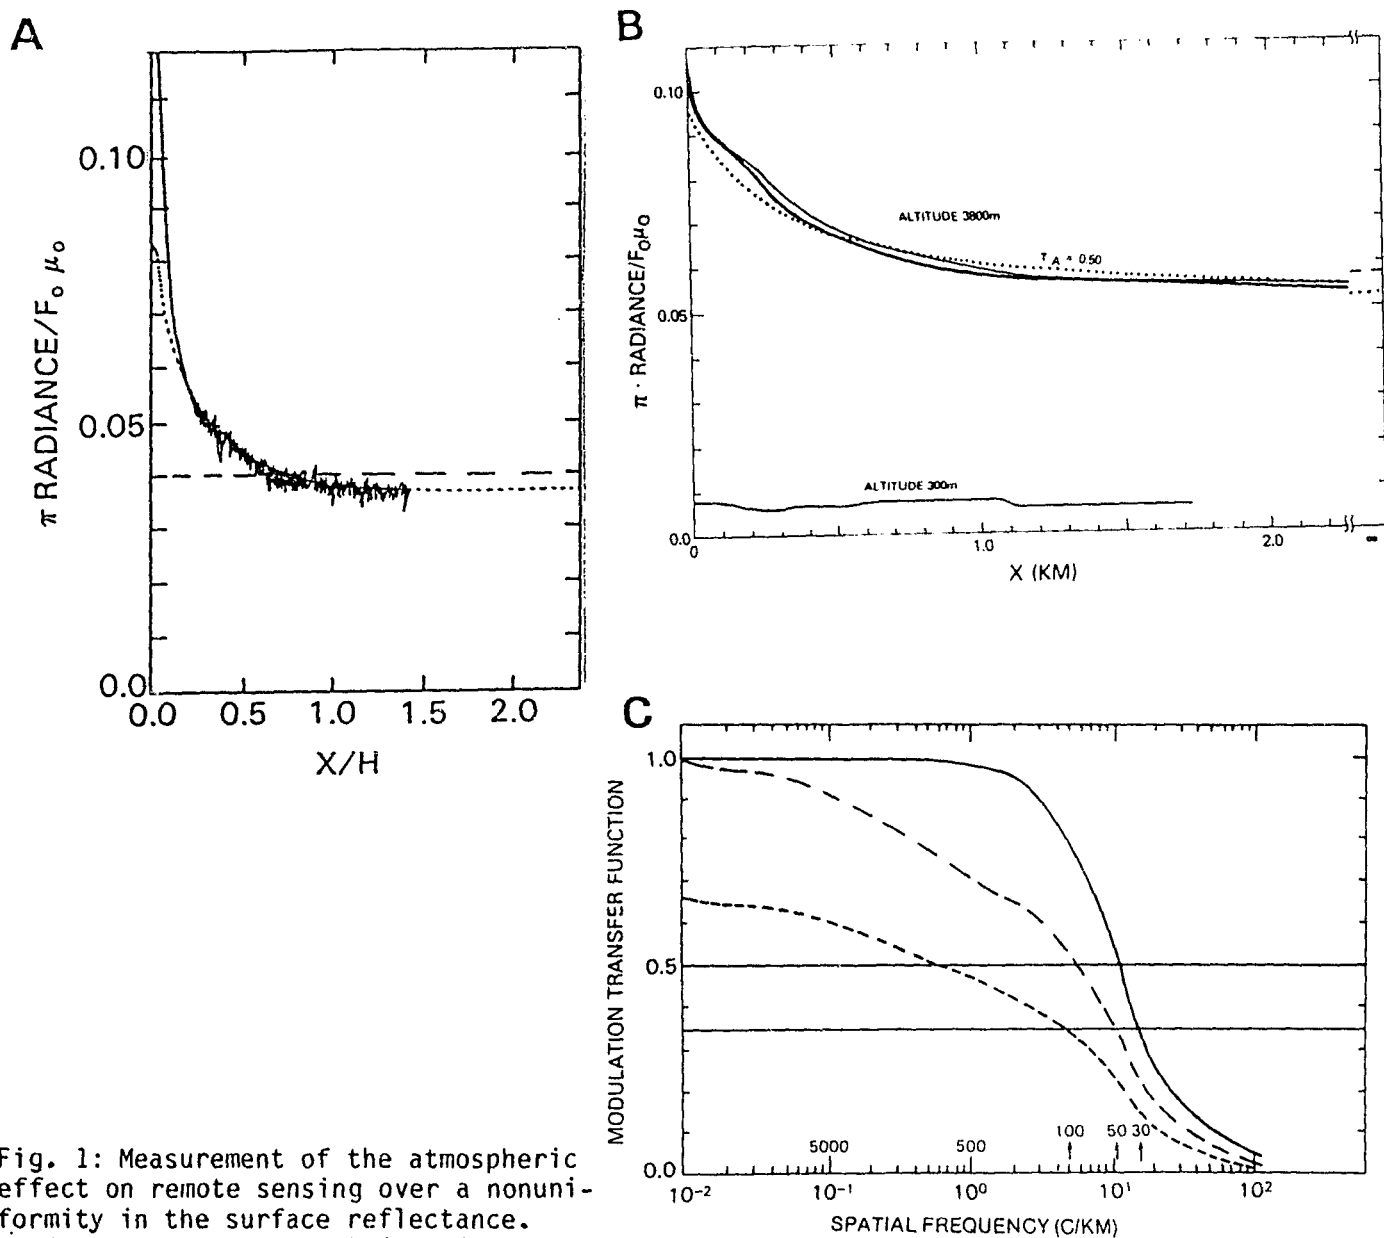 A
π RADIANCE/F₀ μ₀
0.10
0.05
0.0
0.0 0.5 1.0 1.5 2.0
X/H
B
π · RADIANCE/F₀μ₀
0.10
0.05
0.0
ALTITUDE 3800m
τ A = 0.50
ALTITUDE 300m
0 1.0 2.0 ∞
X (KM)
C
MODULATION TRANSFER FUNCTION
1.0
0.5
0.0
5000 500 100 50 30
10⁻² 10⁻¹ 10⁰ 10¹ 10²
SPATIAL FREQUENCY (C/KM)
Fig. 1: Measurement of the atmospheric
effect on remote sensing over a nonuni-
formity in the surface reflectance.